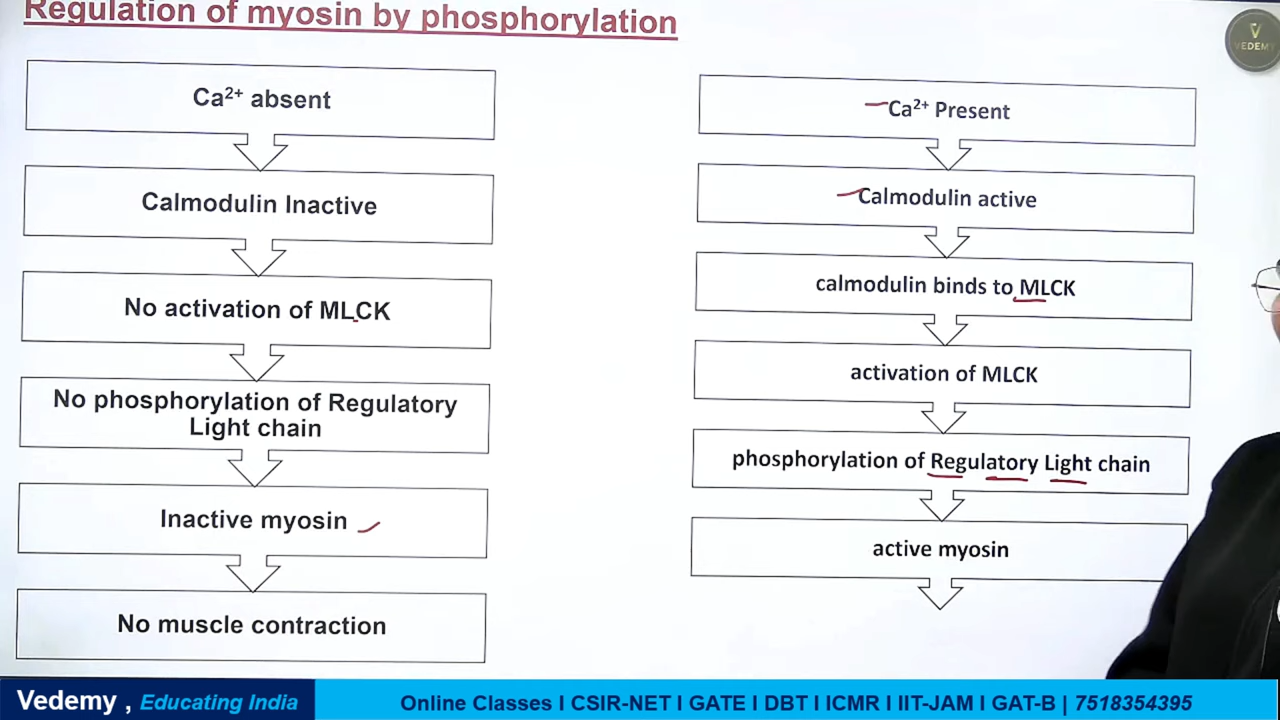 Regulation of myosin by phosphorylation
Ca²⁺ absent
Calmodulin Inactive
No activation of MLCK
No phosphorylation of Regulatory
Light chain
Inactive myosin
No muscle contraction
Ca²⁺ Present
Calmodulin active
calmodulin binds to MLCK
activation of MLCK
phosphorylation of Regulatory Light chain
active myosin
VEDEMY
Vedemy , Educating India
Online Classes I CSIR-NET I GATE I DBT I ICMR I IIT-JAM I GAT-B | 7518354395